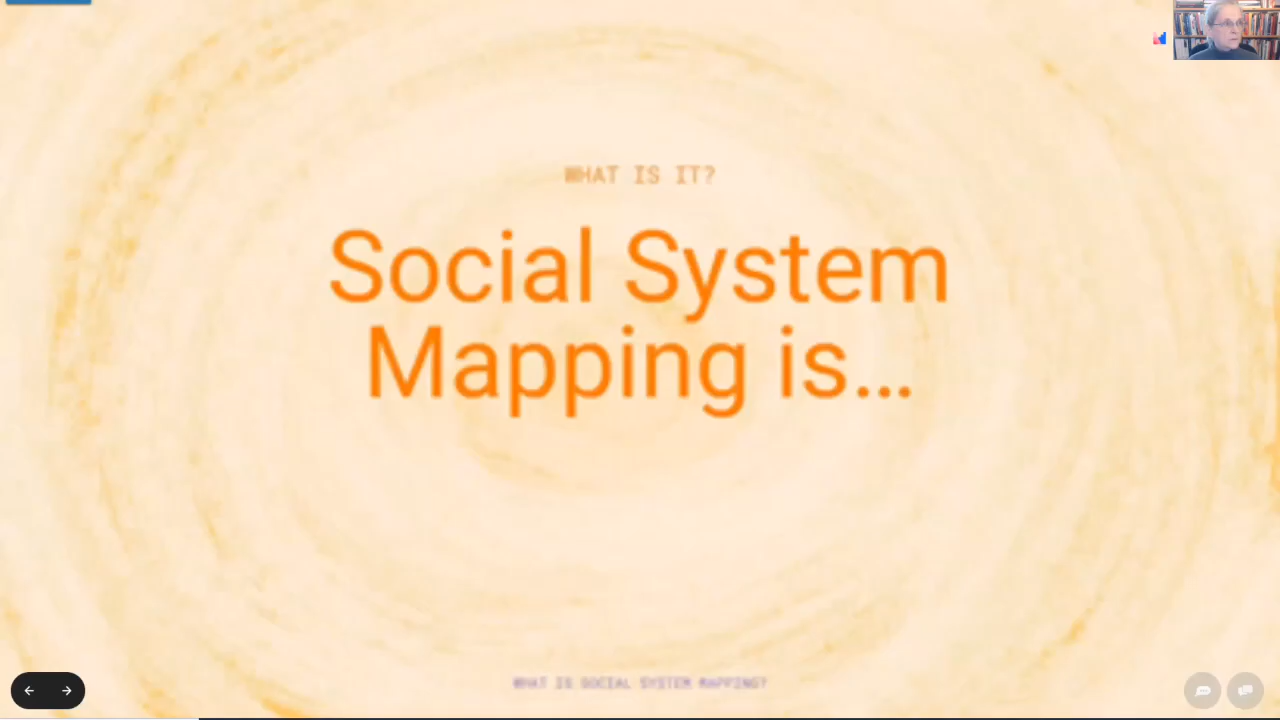 WHAT IS IT?
Social System
Mapping is...
WHAT IS SOCIAL SYSTEM MAPPING?